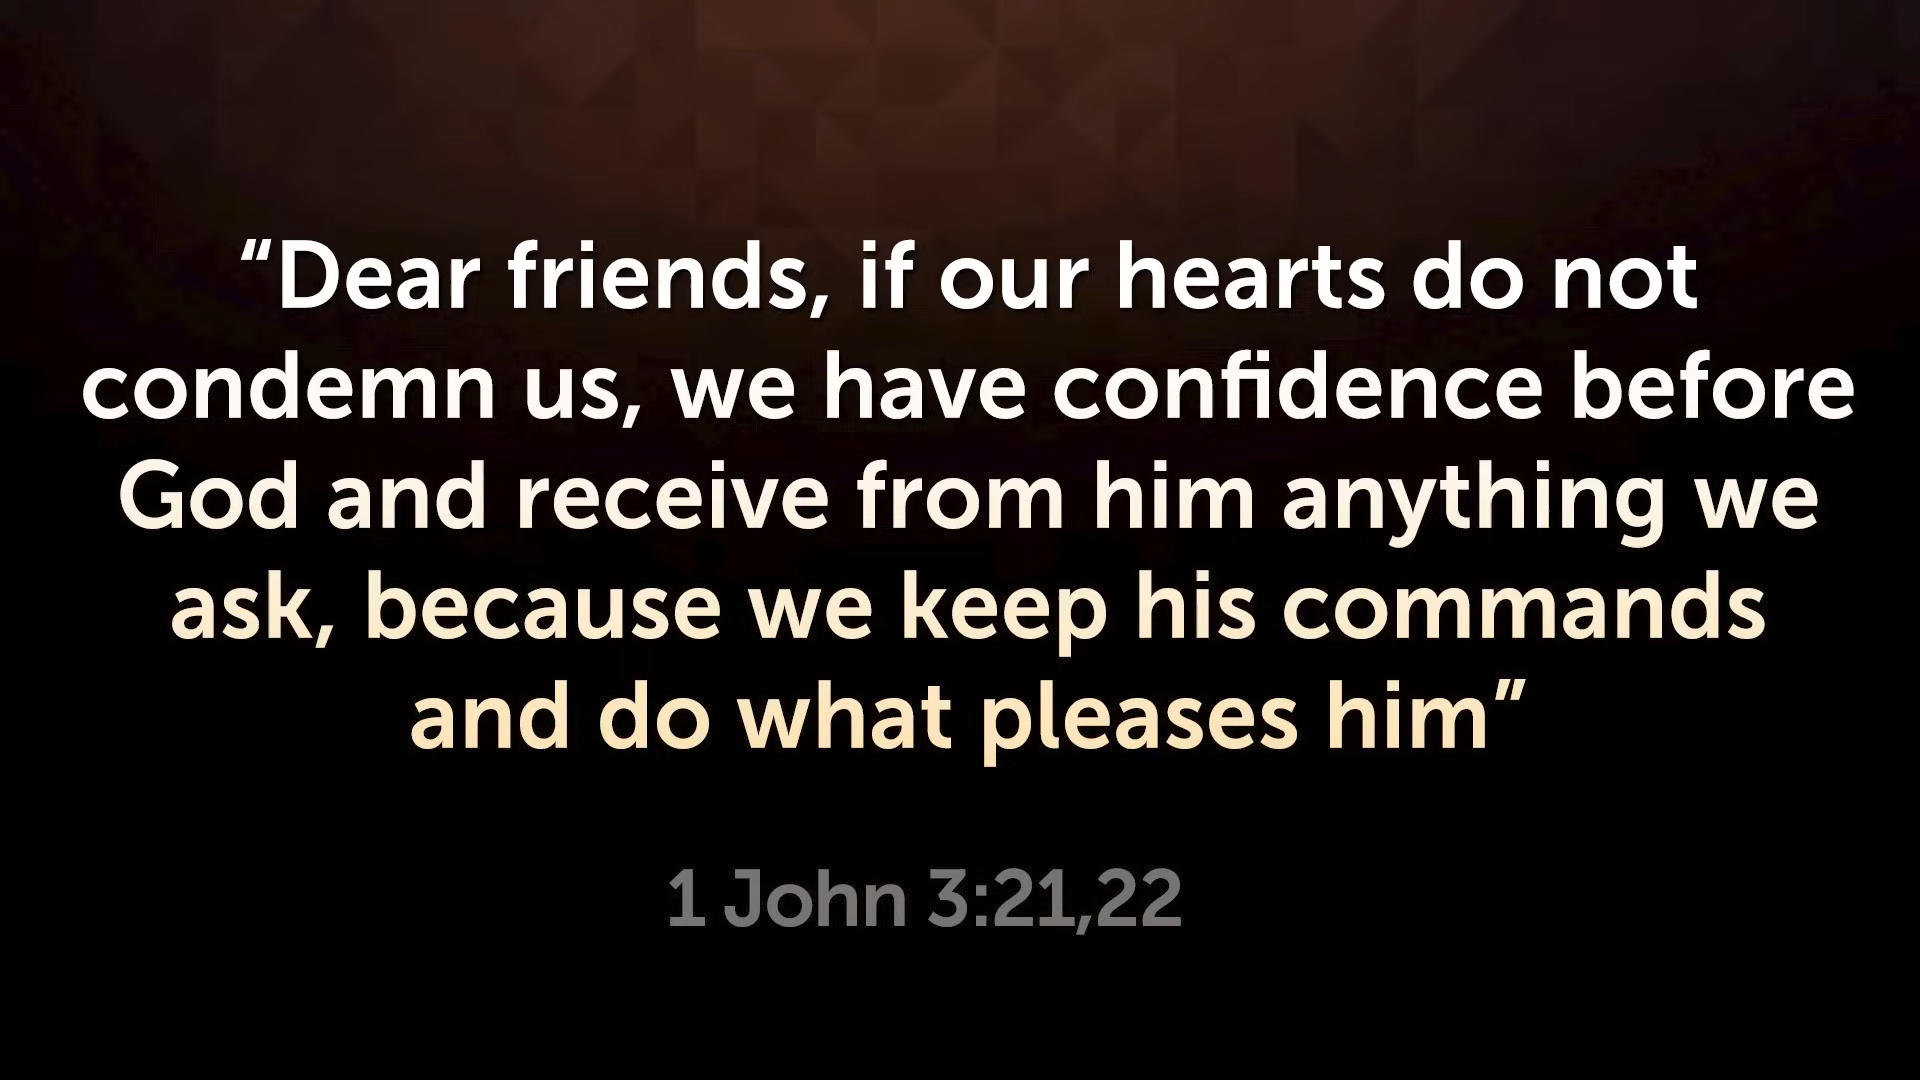 “Dear friends, if our hearts do not
condemn us, we have confidence before
God and receive from him anything we
ask, because we keep his commands
and do what pleases him”
1 John 3:21,22